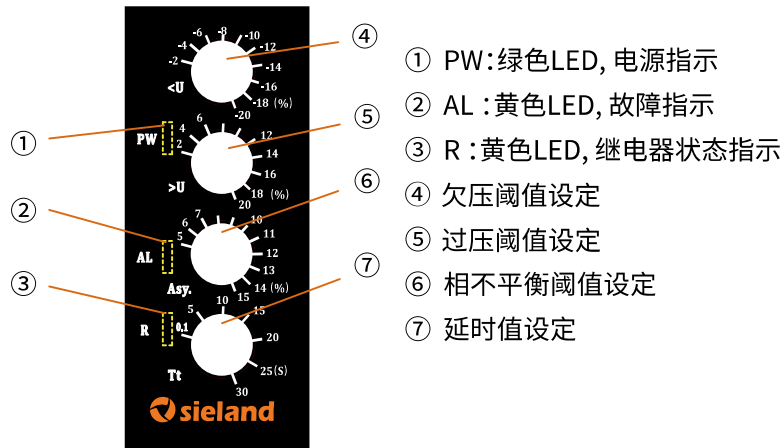 -2
-4
-6
-8
-10
-12
-14
-16
-18 (%)
-20
<U
PW
2
4
6
12
14
16
18 (%)
20
>U
AL
5
6
7
10
11
12
13
14 (%)
15
Asy.
R
0,1
5
10
15
20
25(S)
30
Tt
sieland
①
②
③
④
⑤
⑥
⑦
① PW:绿色LED, 电源指示
② AL :黄色LED, 故障指示
③ R :黄色LED, 继电器状态指示
④ 欠压阈值设定
⑤ 过压阈值设定
⑥ 相不平衡阈值设定
⑦ 延时值设定